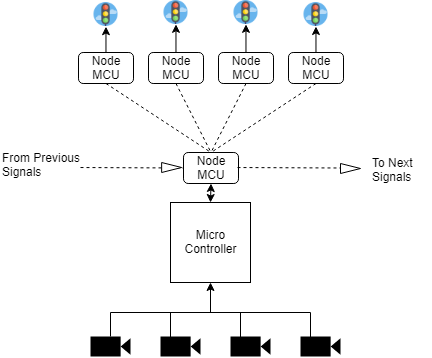 Node
MCU
Node
MCU
Node
MCU
Node
MCU
From Previous
Signals
Node
MCU
To Next
Signals
Micro
Controller